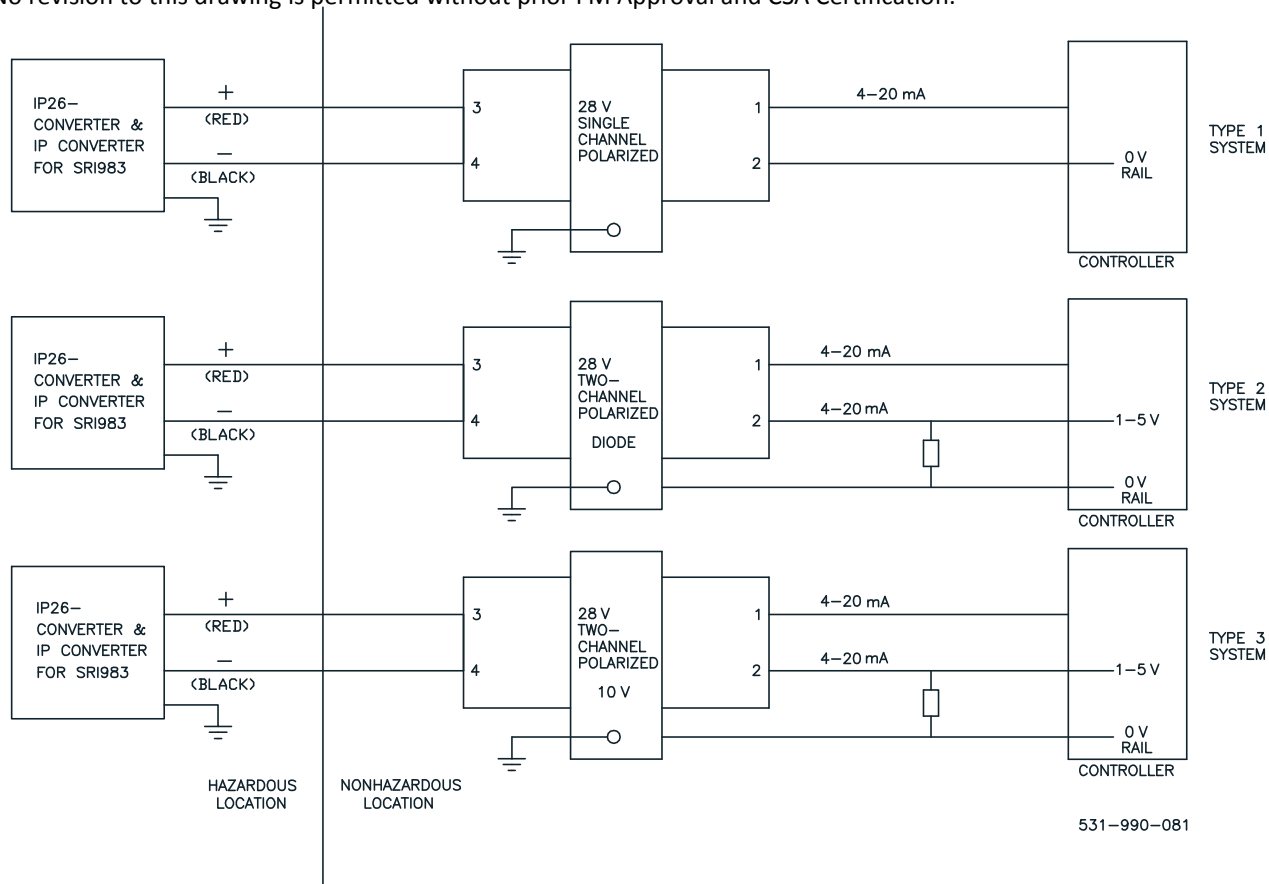 No revision to this drawing is permitted without prior FM Approval and CSA Certification.
IP26–
CONVERTER &
IP CONVERTER
FOR SRI983
+
(RED)
–
(BLACK)
3
4
28 V
SINGLE
CHANNEL
POLARIZED
1
2
4–20 mA
0 V
RAIL
CONTROLLER
TYPE 1
SYSTEM
IP26–
CONVERTER &
IP CONVERTER
FOR SRI983
+
(RED)
–
(BLACK)
3
4
28 V
TWO–
CHANNEL
POLARIZED
DIODE
1
2
4–20 mA
4–20 mA
1–5 V
0 V
RAIL
CONTROLLER
TYPE 2
SYSTEM
IP26–
CONVERTER &
IP CONVERTER
FOR SRI983
+
(RED)
–
(BLACK)
3
4
28 V
TWO–
CHANNEL
POLARIZED
10 V
1
2
4–20 mA
4–20 mA
1–5 V
0 V
RAIL
CONTROLLER
TYPE 3
SYSTEM
HAZARDOUS
LOCATION
NONHAZARDOUS
LOCATION
531–990–081